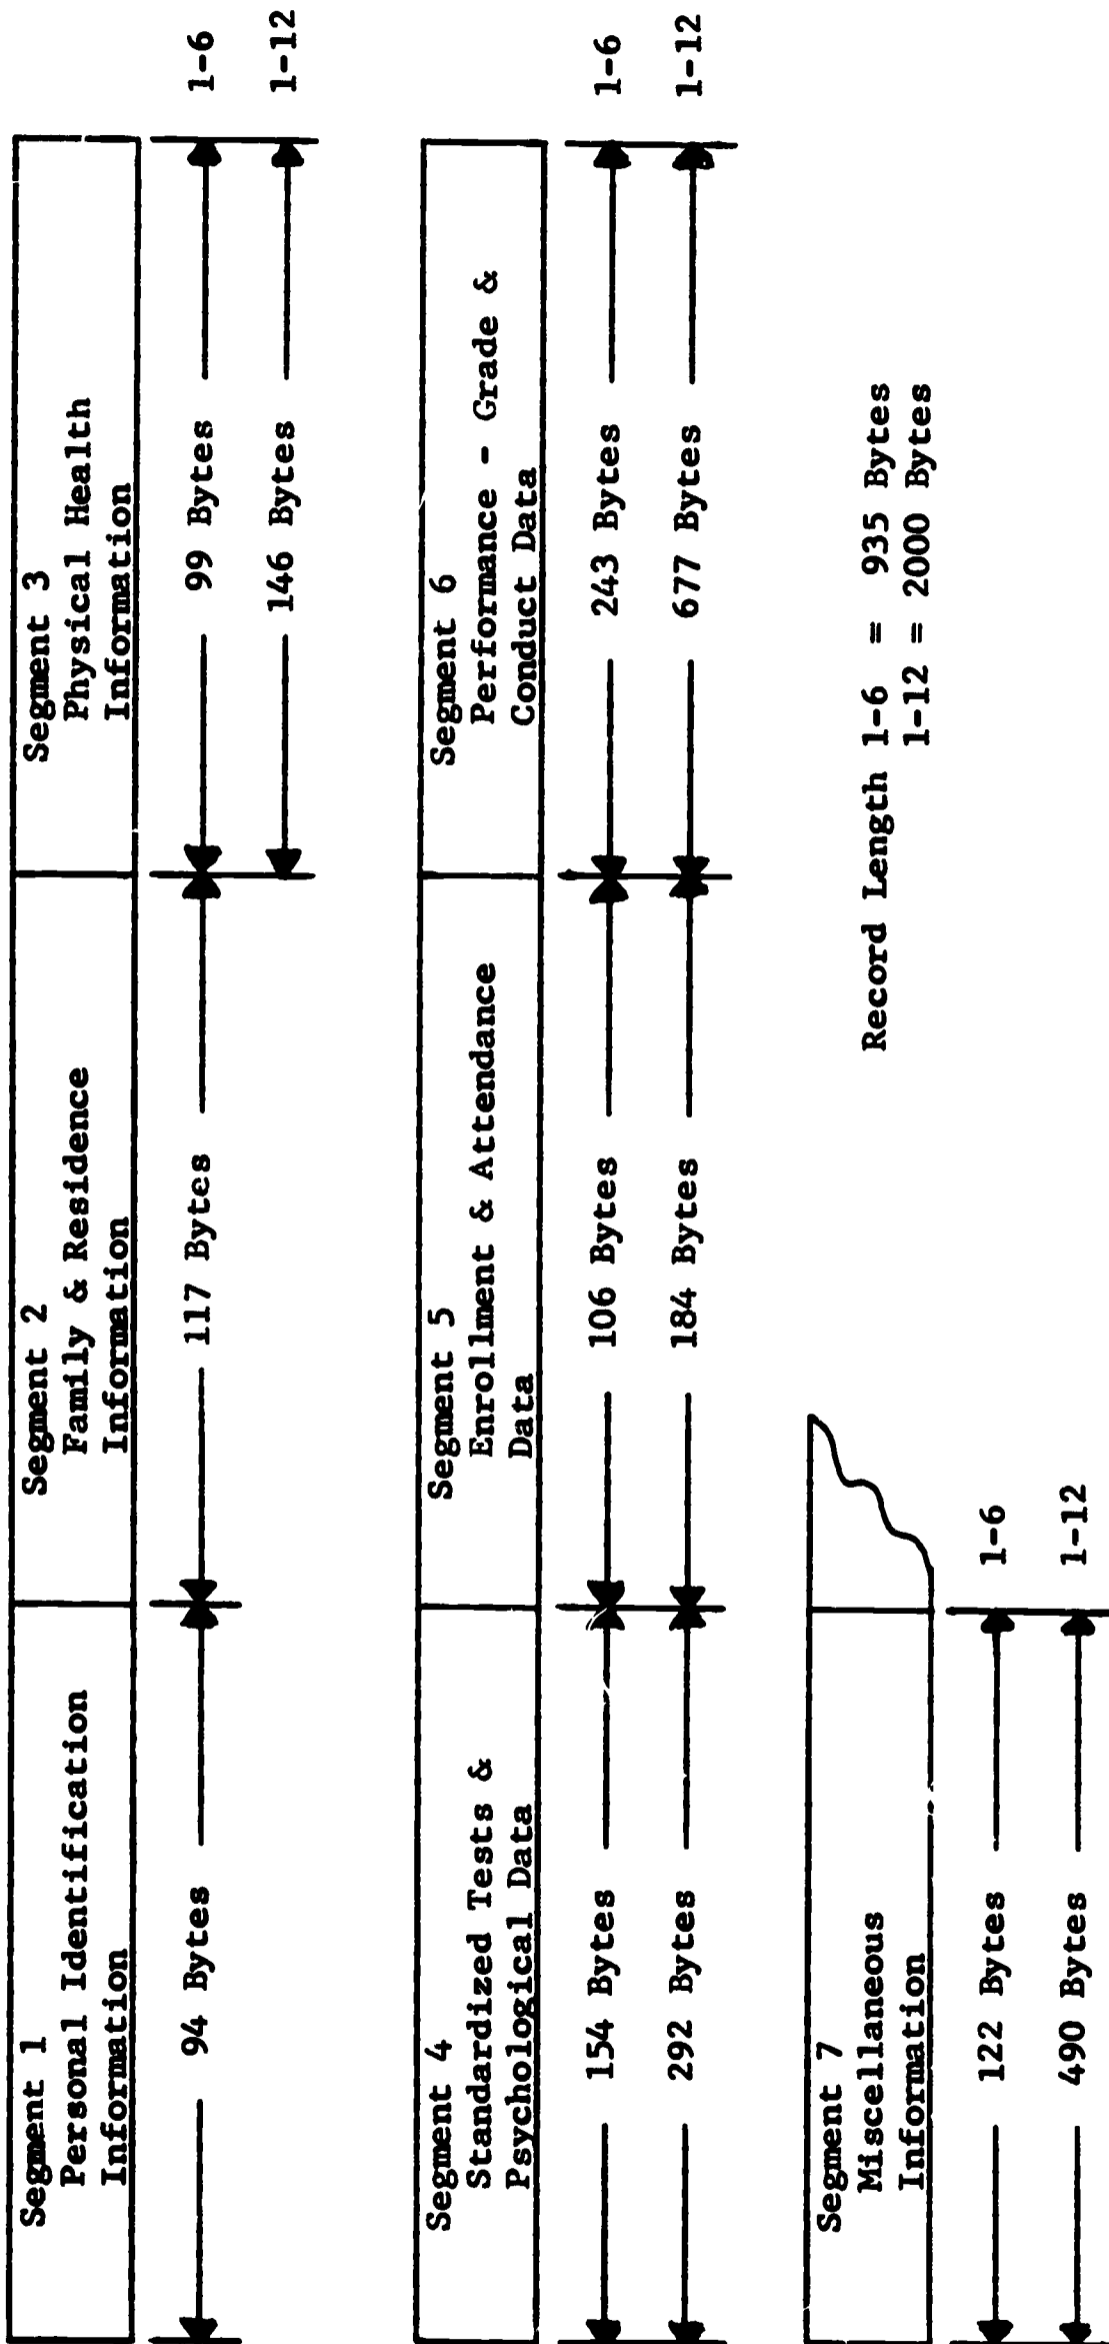 Segment 1
Personal Identification
Information
Segment 2
Family & Residence
Information
Segment 3
Physical Health
Information
94 Bytes
117 Bytes
99 Bytes
1-6
146 Bytes
1-12
Segment 4
Standardized Tests &
Psychological Data
Segment 5
Enrollment & Attendance
Data
Segment 6
Performance - Grade &
Conduct Data
154 Bytes
106 Bytes
243 Bytes
1-6
292 Bytes
184 Bytes
677 Bytes
1-12
Segment 7
Miscellaneous
Information
122 Bytes
1-6
490 Bytes
1-12
Record Length 1-6 = 935 Bytes
1-12 = 2000 Bytes